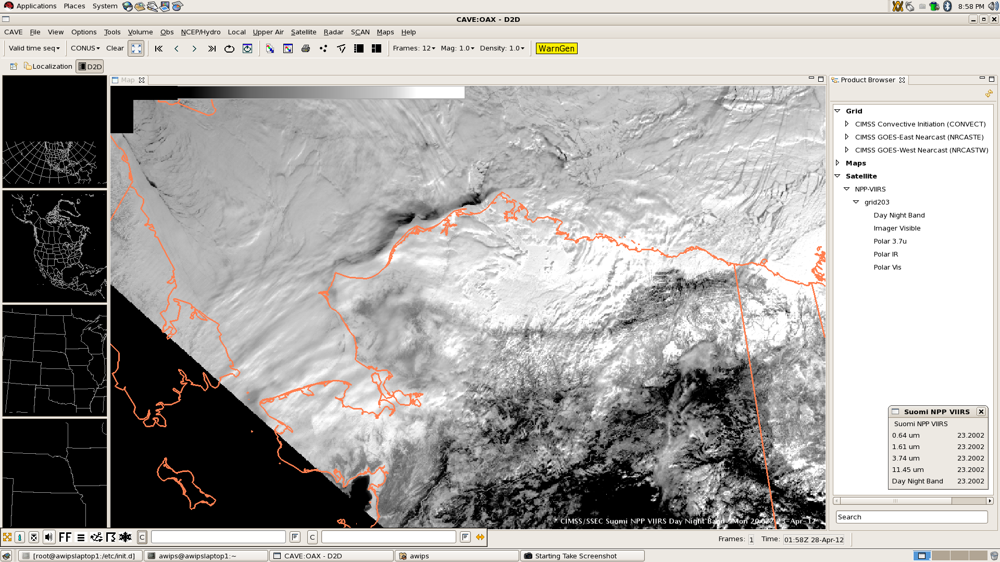 Applications Places System 8:58 PM
CAVE:OAX - D2D
CAVE File View Options Tools Volume Obs NCEP/Hydro Local Upper Air Satellite Radar SCAN Maps Help
Valid time seq CONUS Clear Frames: 12 Mag: 1.0 Density: 1.0 WarnGen
Localization D2D
Map
Product Browser
Grid
CIMSS Convective Initiation (CONVECT)
CIMSS GOES-East Nearcast (NRCASTE)
CIMSS GOES-West Nearcast (NRCASTW)
Maps
Satellite
NPP-VIIRS
grid203
Day Night Band
Imager Visible
Polar 3.7u
Polar IR
Polar Vis
Suomi NPP VIIRS
Suomi NPP VIIRS
0.64 um 23.2002
1.61 um 23.2002
3.74 um 23.2002
11.45 um 23.2002
Day Night Band 23.2002
Search
* CIMSS/SSEC Suomi NPP VIIRS Day Night Band Mon 20:02Z 23-Apr-12
FF C C F F
Frames: 1 Time: 01:58Z 28-Apr-12
[root@awipslaptop1:/etc/init.d] awips@awipslaptop1:~ CAVE:OAX - D2D awips Starting Take Screenshot